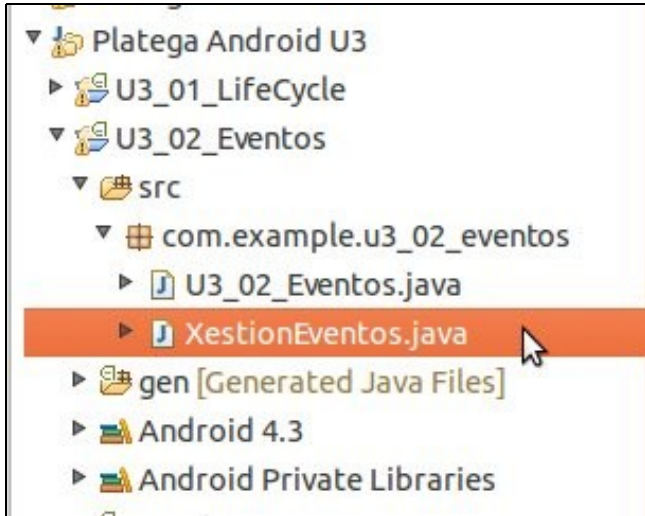 Platega Android U3
U3_01_LifeCycle
U3_02_Eventos
src
com.example.u3_02_eventos
U3_02_Eventos.java
XestionEventos.java
gen [Generated Java Files]
Android 4.3
Android Private Libraries